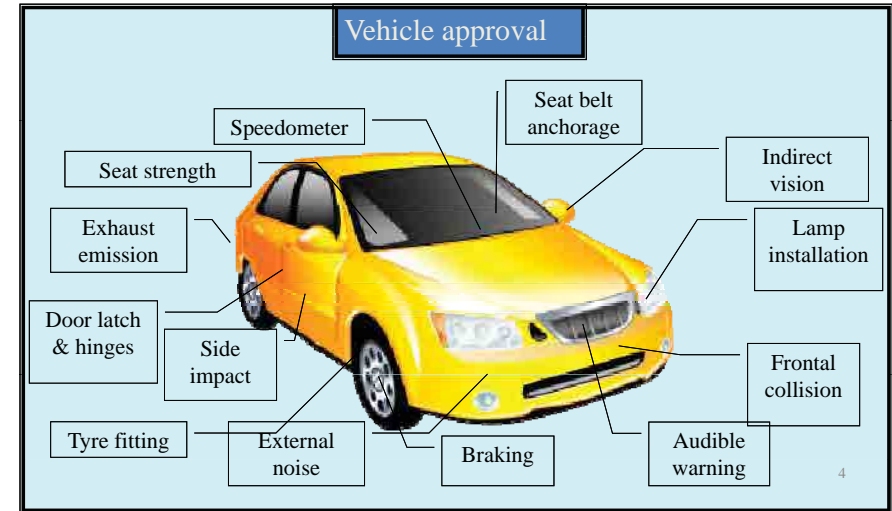 Vehicle approval
Seat belt
anchorage
Speedometer
Indirect
vision
Seat strength
Exhaust
emission
Lamp
installation
Door latch
& hinges
Side
impact
Frontal
collision
Tyre fitting
External
noise
Braking
Audible
warning
4